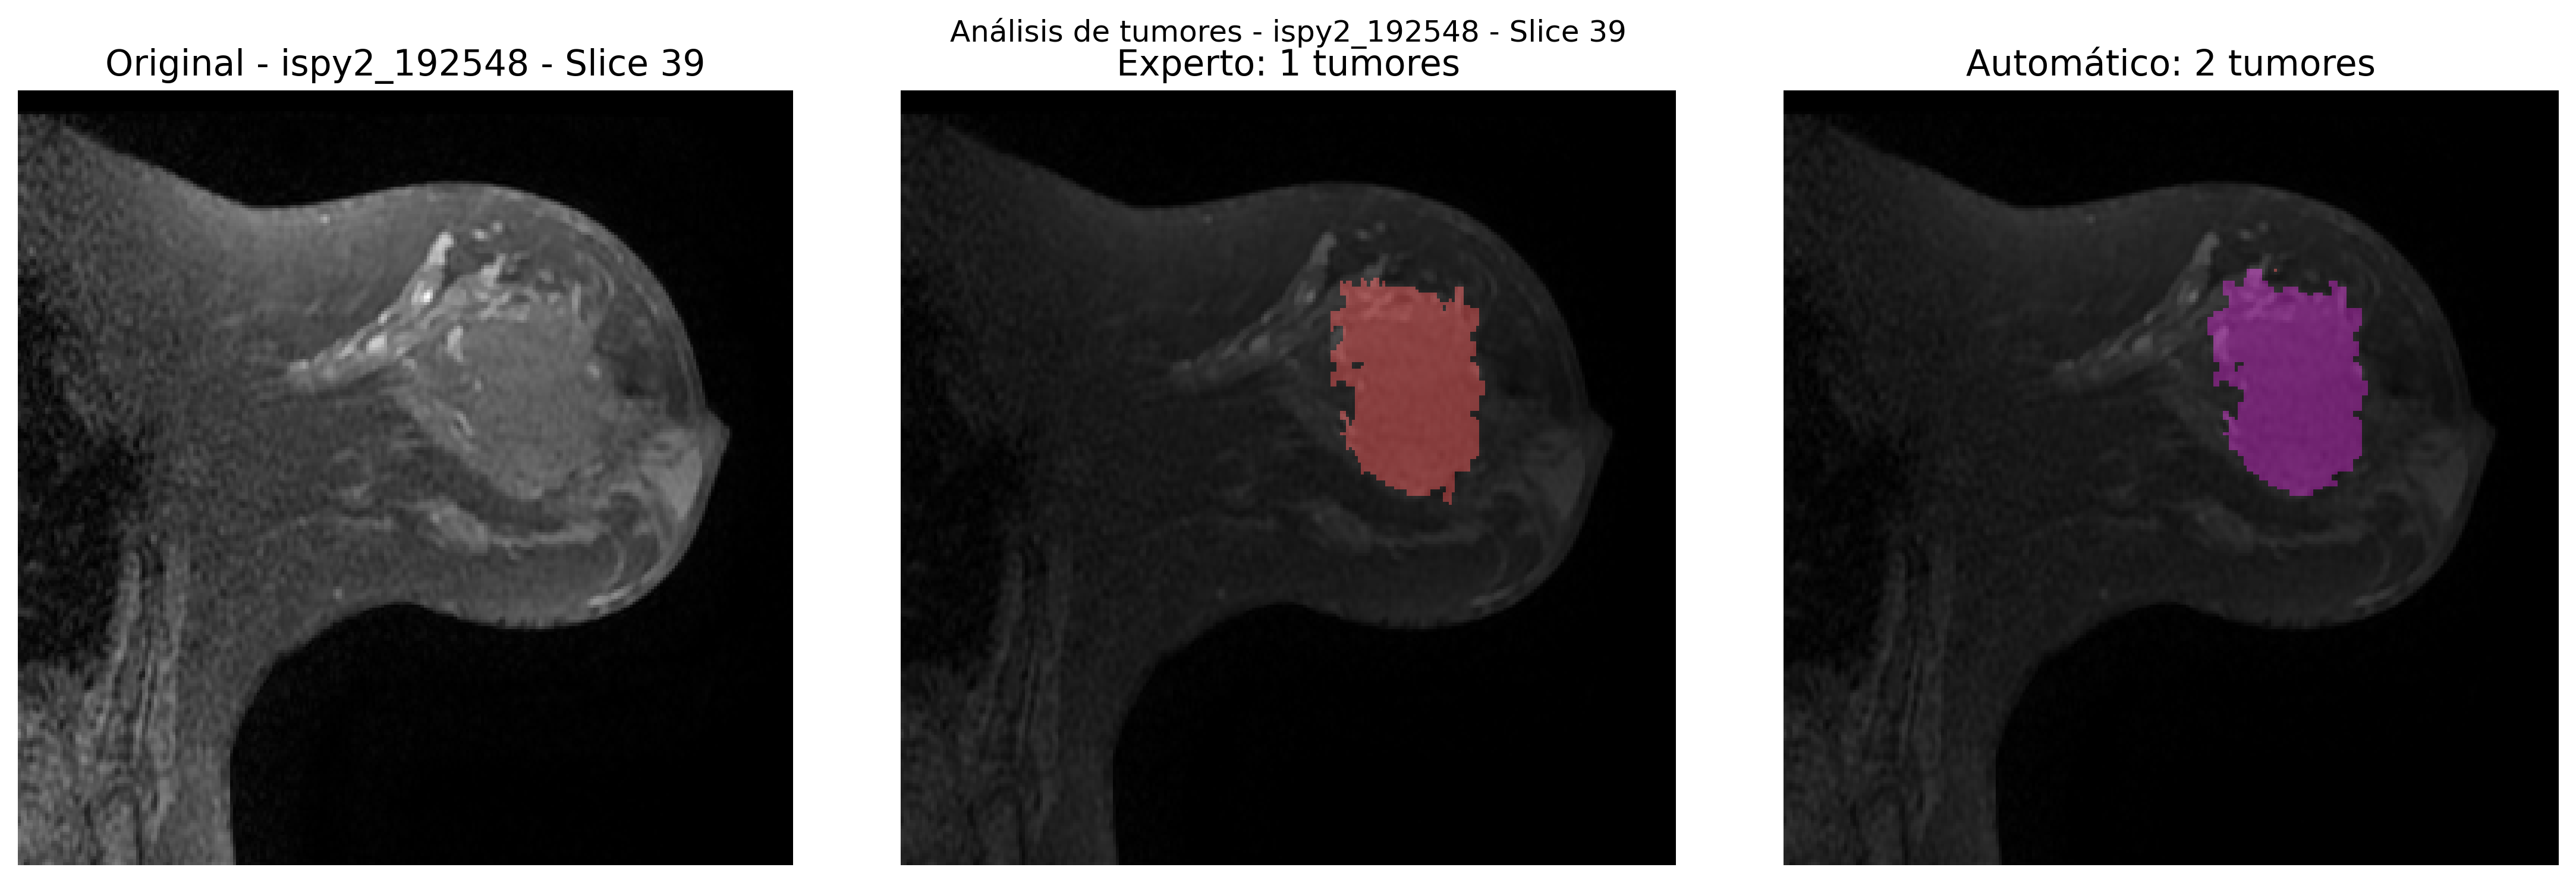 Análisis de tumores - ispy2_192548 - Slice 39
Original - ispy2_192548 - Slice 39
Experto: 1 tumores
Automático: 2 tumores